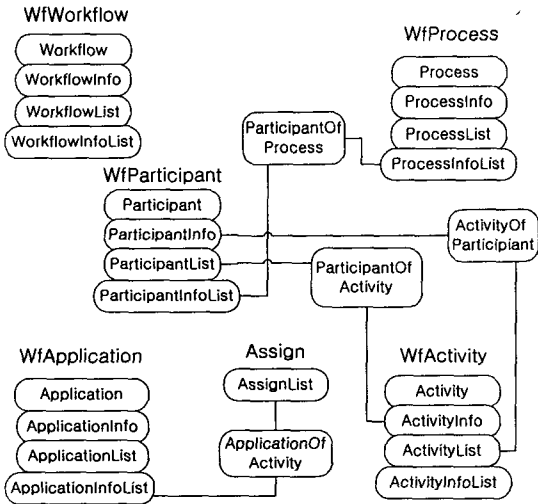 WfWorkflow
Workflow
WorkflowInfo
WorkflowList
WorkflowInfoList
WfProcess
Process
ProcessInfo
ProcessList
ProcessInfoList
ParticipantOf
Process
WfParticipant
Participant
ParticipantInfo
ParticipantList
ParticipantInfoList
ActivityOf
Participiant
ParticipantOf
Activity
WfApplication
Application
ApplicationInfo
ApplicationList
ApplicationInfoList
Assign
AssignList
ApplicationOf
Activity
WfActivity
Activity
ActivityInfo
ActivityList
ActivityInfoList